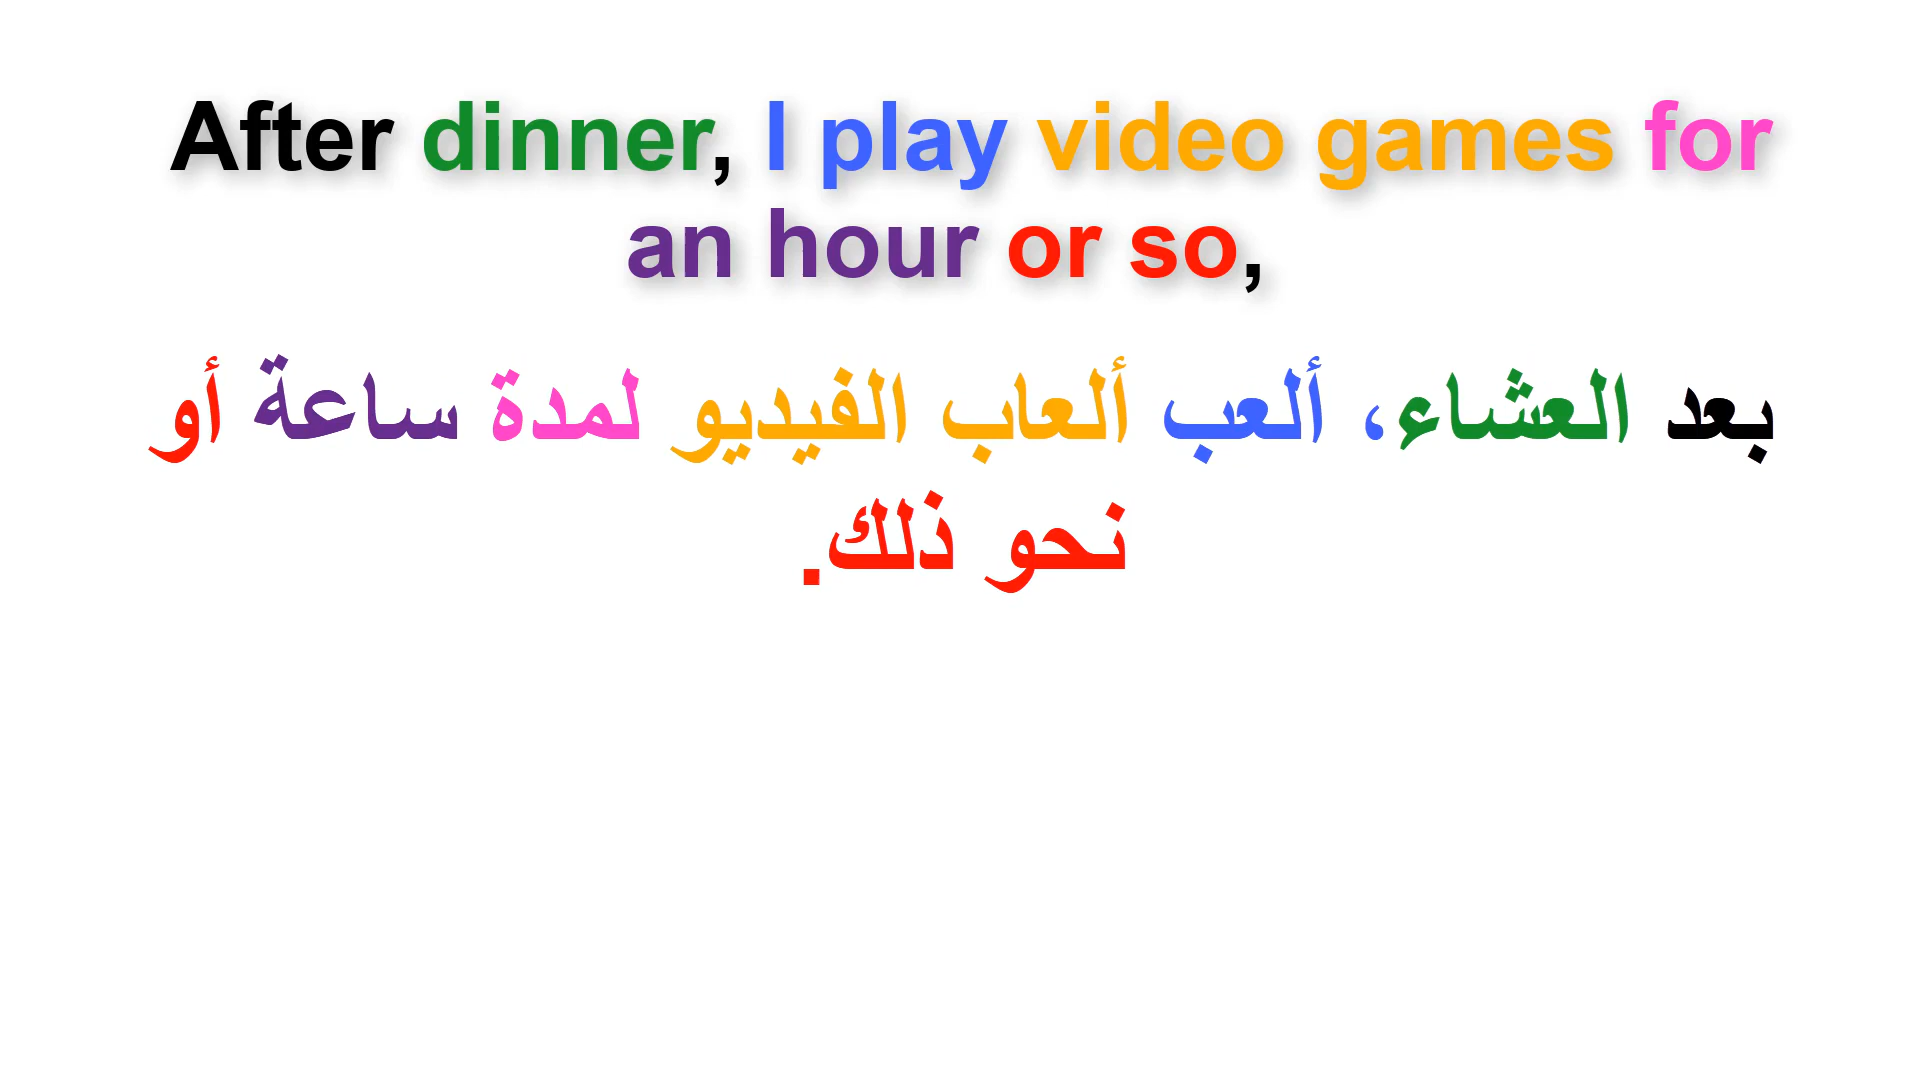 After dinner, I play video games for
an hour or so,
بعد العشاء، ألعب ألعاب الفيديو لمدة ساعة أو
نحو ذلك.